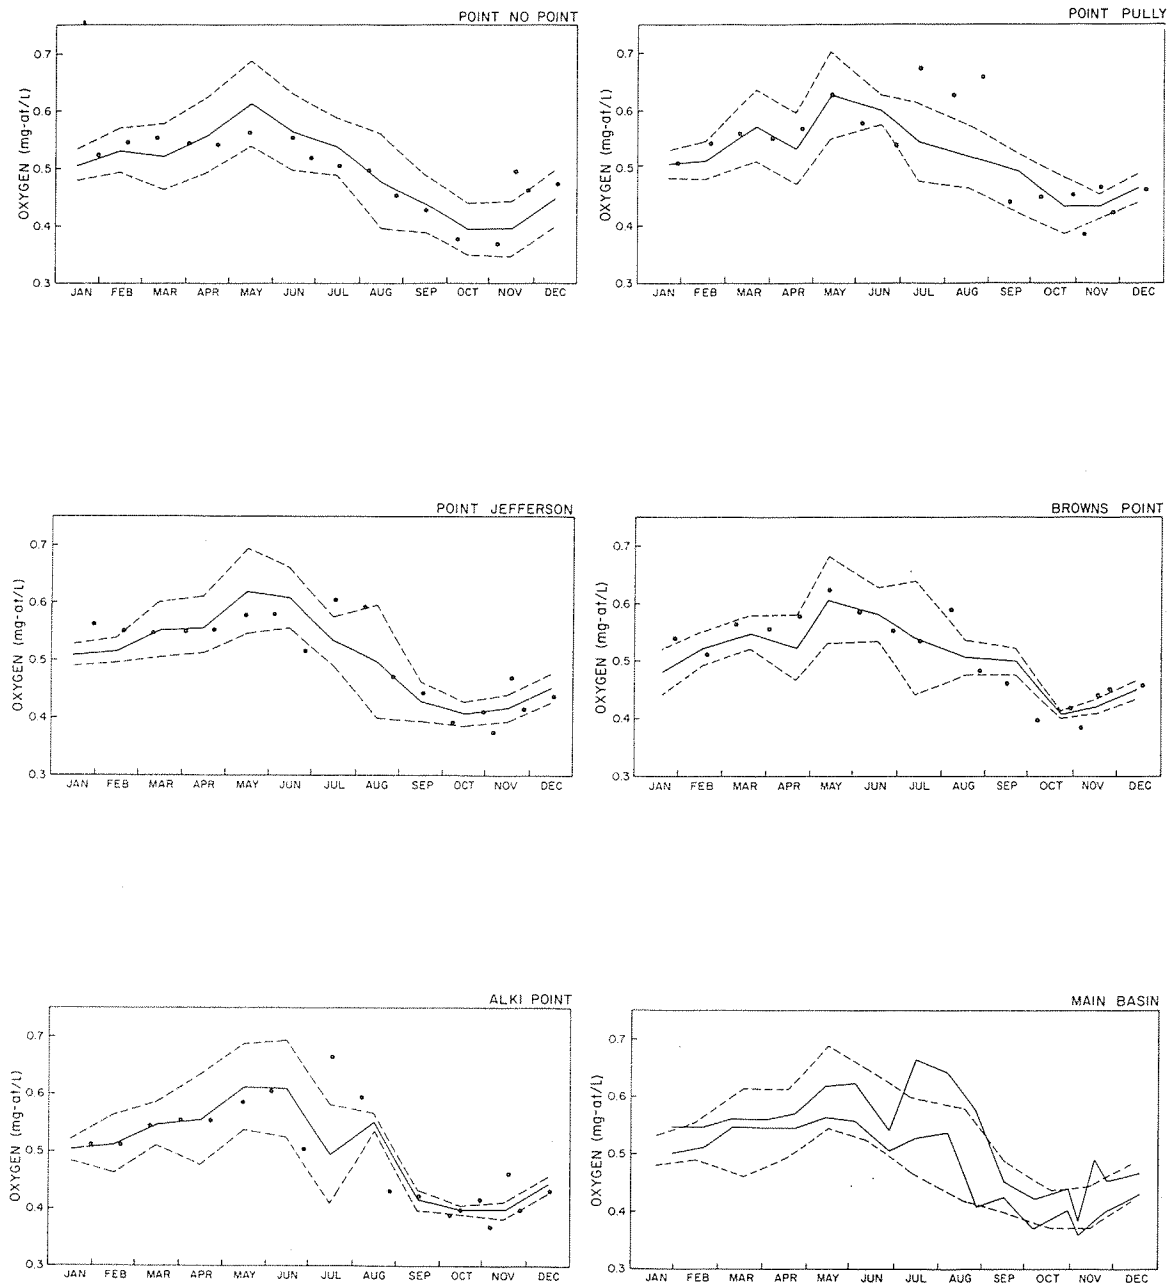 POINT NO POINT
OXYGEN (mg-at/L)
0.7
0.6
0.5
0.4
0.3
JAN FEB MAR APR MAY JUN JUL AUG SEP OCT NOV DEC
POINT PULLY
OXYGEN (mg-at/L)
0.7
0.6
0.5
0.4
0.3
JAN FEB MAR APR MAY JUN JUL AUG SEP OCT NOV DEC
POINT JEFFERSON
OXYGEN (mg-at/L)
0.7
0.6
0.5
0.4
0.3
JAN FEB MAR APR MAY JUN JUL AUG SEP OCT NOV DEC
BROWNS POINT
OXYGEN (mg-at/L)
0.7
0.6
0.5
0.4
0.3
JAN FEB MAR APR MAY JUN JUL AUG SEP OCT NOV DEC
ALKI POINT
OXYGEN (mg-at/L)
0.7
0.6
0.5
0.4
0.3
JAN FEB MAR APR MAY JUN JUL AUG SEP OCT NOV DEC
MAIN BASIN
OXYGEN (mg-at/L)
0.7
0.6
0.5
0.4
0.3
JAN FEB MAR APR MAY JUN JUL AUG SEP OCT NOV DEC